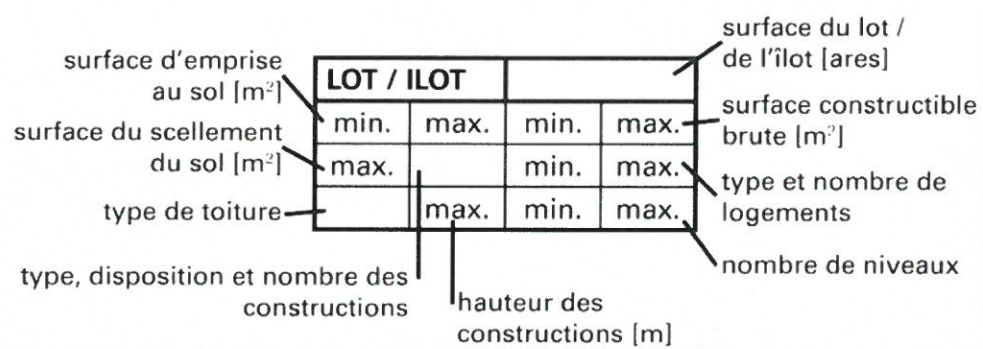 surface du lot /
de l'îlot [ares]
surface d'emprise
au sol [m²]
LOT / ILOT
min. max. min. max.
surface constructible
brute [m²]
surface du scellement
du sol [m²]
max. min. max.
type et nombre de
logements
type de toiture
max. min. max.
nombre de niveaux
type, disposition et nombre des
constructions
hauteur des
constructions [m]